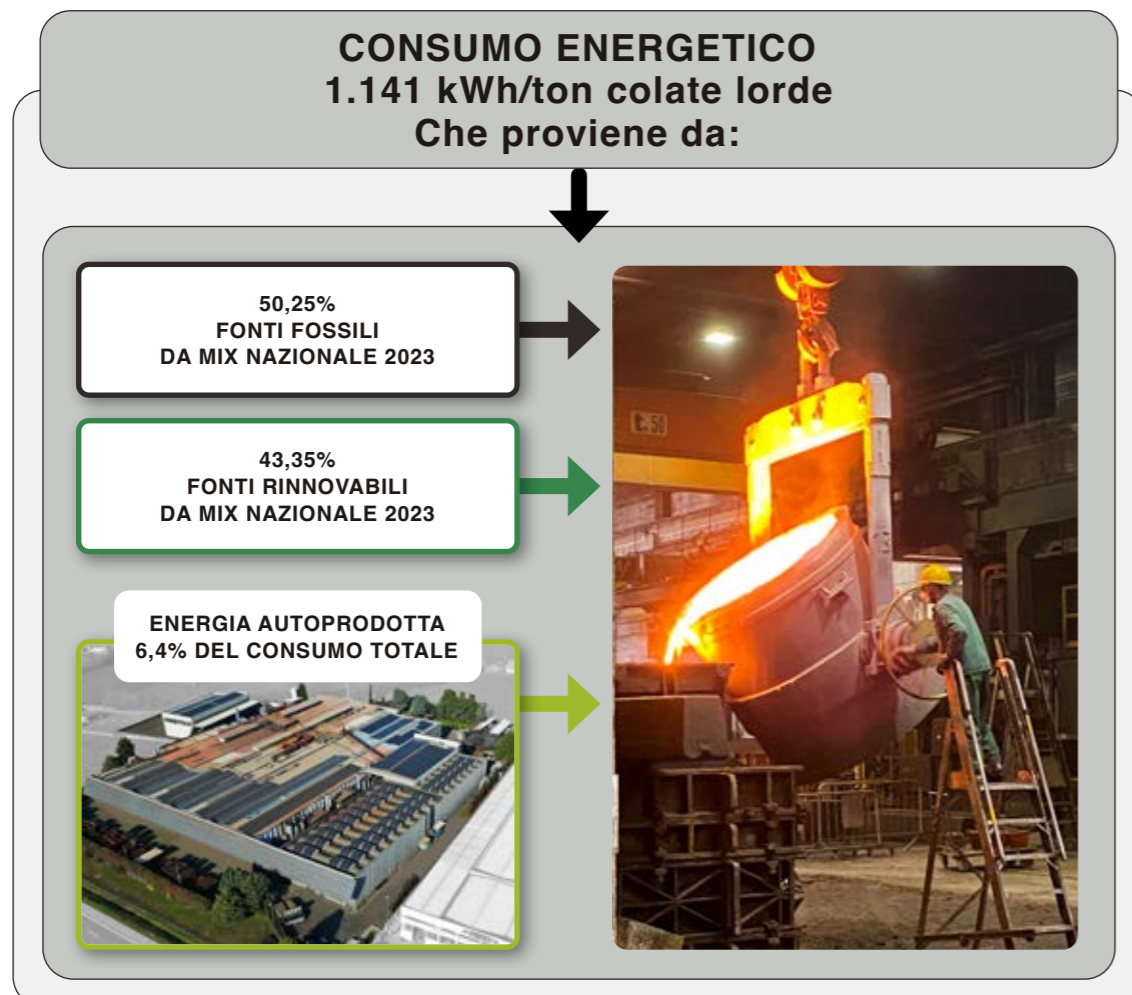 CONSUMO ENERGETICO
1.141 kWh/ton colate lorde
Che proviene da:
50,25%
FONTI FOSSILI
DA MIX NAZIONALE 2023
43,35%
FONTI RINNOVABILI
DA MIX NAZIONALE 2023
ENERGIA AUTOPRODOTTA
6,4% DEL CONSUMO TOTALE
t.50